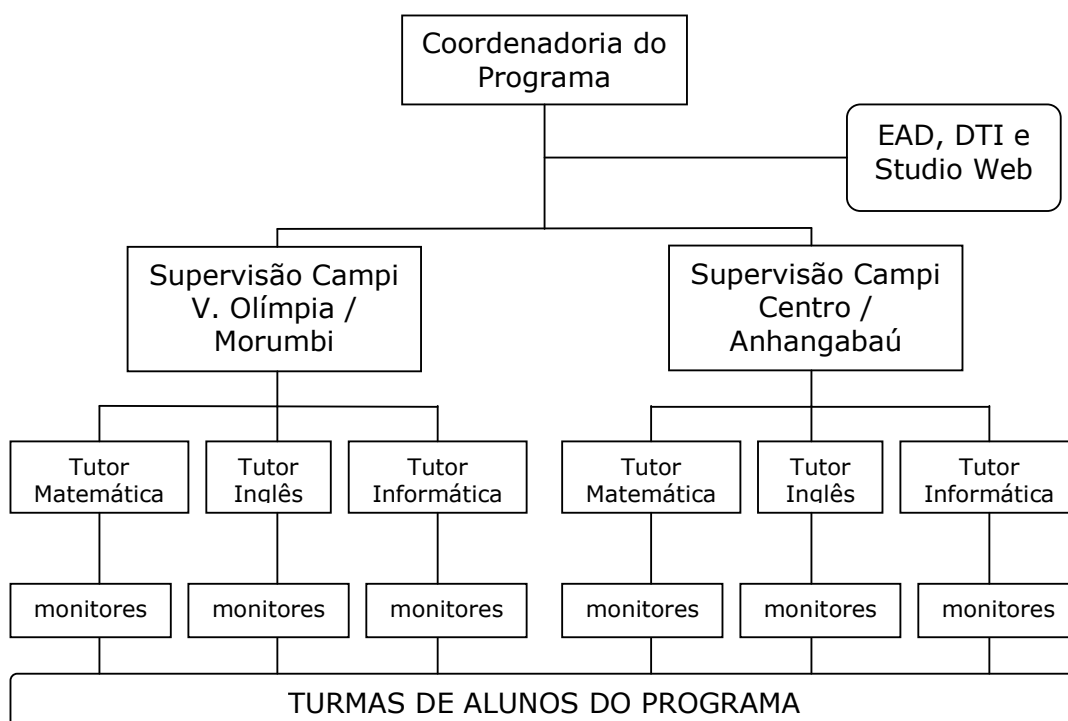 Coordenadoria do
Programa
EAD, DTI e
Studio Web
Supervisão Campi
V. Olímpia /
Morumbi
Supervisão Campi
Centro /
Anhangabaú
Tutor
Matemática
Tutor
Inglês
Tutor
Informática
Tutor
Matemática
Tutor
Inglês
Tutor
Informática
monitores
monitores
monitores
monitores
monitores
monitores
TURMAS DE ALUNOS DO PROGRAMA